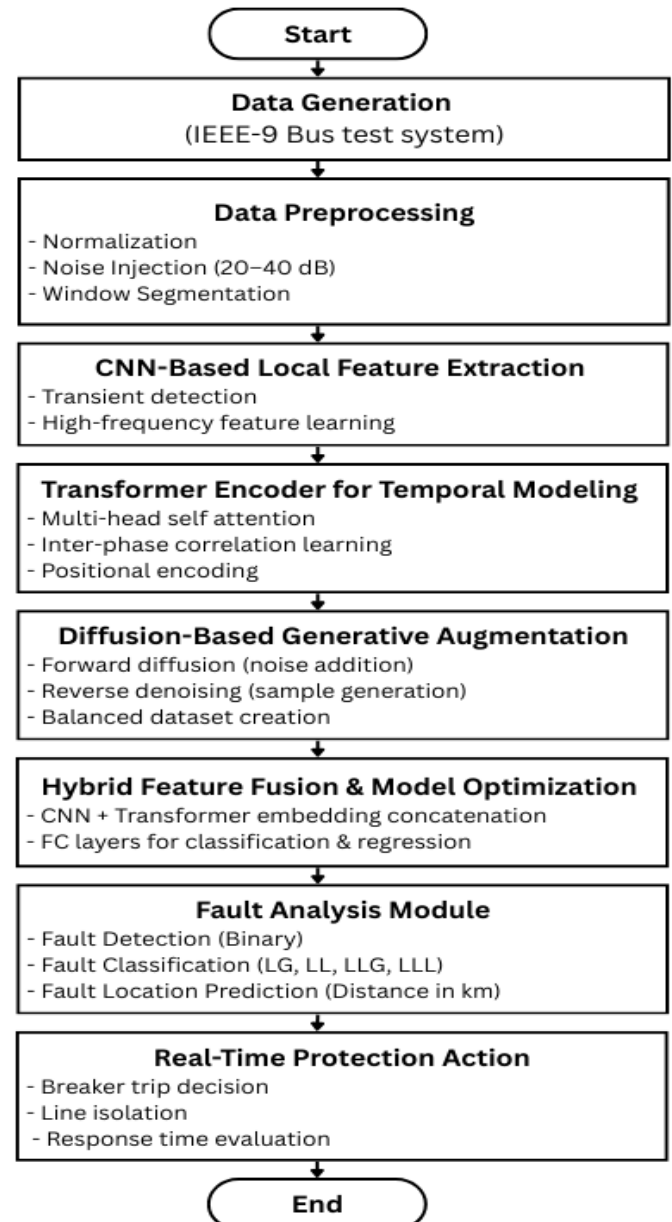 Start
Data Generation
(IEEE-9 Bus test system)
Data Preprocessing
- Normalization
- Noise Injection (20–40 dB)
- Window Segmentation
CNN-Based Local Feature Extraction
- Transient detection
- High-frequency feature learning
Transformer Encoder for Temporal Modeling
- Multi-head self attention
- Inter-phase correlation learning
- Positional encoding
Diffusion-Based Generative Augmentation
- Forward diffusion (noise addition)
- Reverse denoising (sample generation)
- Balanced dataset creation
Hybrid Feature Fusion & Model Optimization
- CNN + Transformer embedding concatenation
- FC layers for classification & regression
Fault Analysis Module
- Fault Detection (Binary)
- Fault Classification (LG, LL, LLG, LLL)
- Fault Location Prediction (Distance in km)
Real-Time Protection Action
- Breaker trip decision
- Line isolation
- Response time evaluation
End